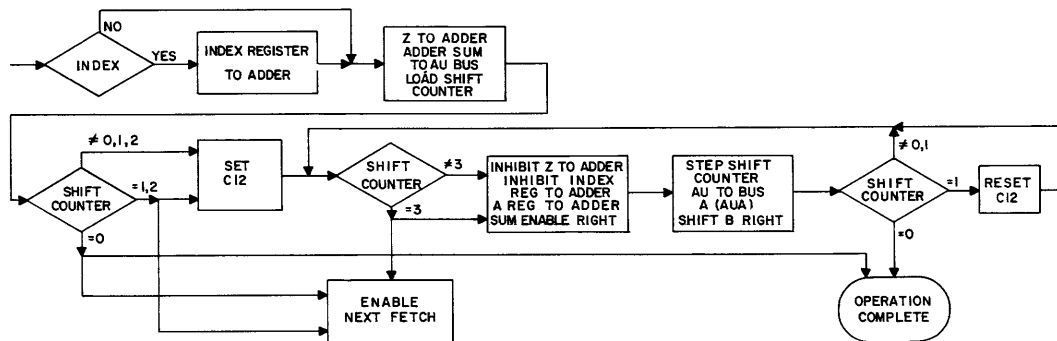 NO
INDEX
YES
INDEX REGISTER
TO ADDER
Z TO ADDER
ADDER SUM
TO AU BUS
LOAD SHIFT
COUNTER
SHIFT
COUNTER
≠ 0,1,2
=1,2
=0
SET
C12
SHIFT
COUNTER
≠3
=3
INHIBIT Z TO ADDER
INHIBIT INDEX
REG TO ADDER
A REG TO ADDER
SUM ENABLE RIGHT
STEP SHIFT
COUNTER
AU TO BUS
A (AUA)
SHIFT B RIGHT
≠0,1
SHIFT
COUNTER
=1
=0
RESET
C12
ENABLE
NEXT FETCH
OPERATION
COMPLETE